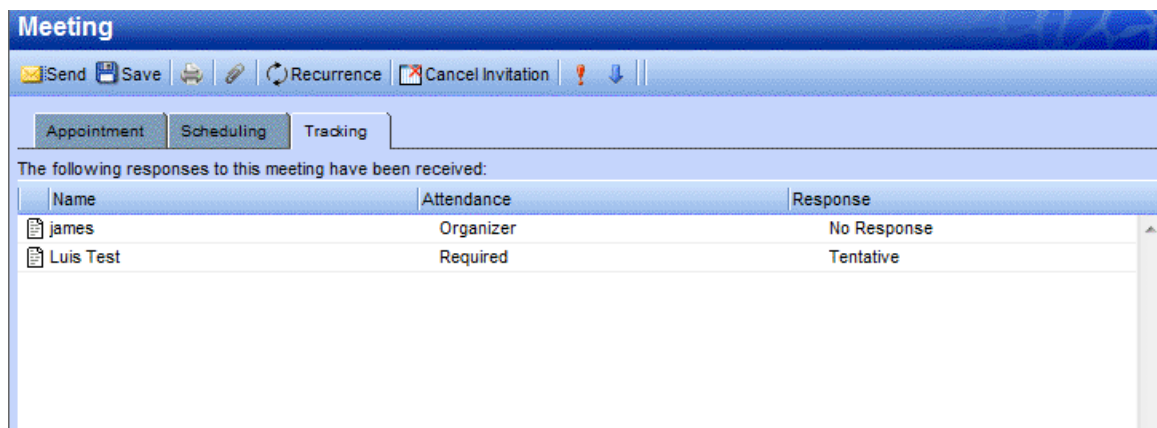 Meeting
Send Save Recurrence Cancel Invitation
Appointment Scheduling Tracking
The following responses to this meeting have been received:
Name Attendance Response
james Organizer No Response
Luis Test Required Tentative